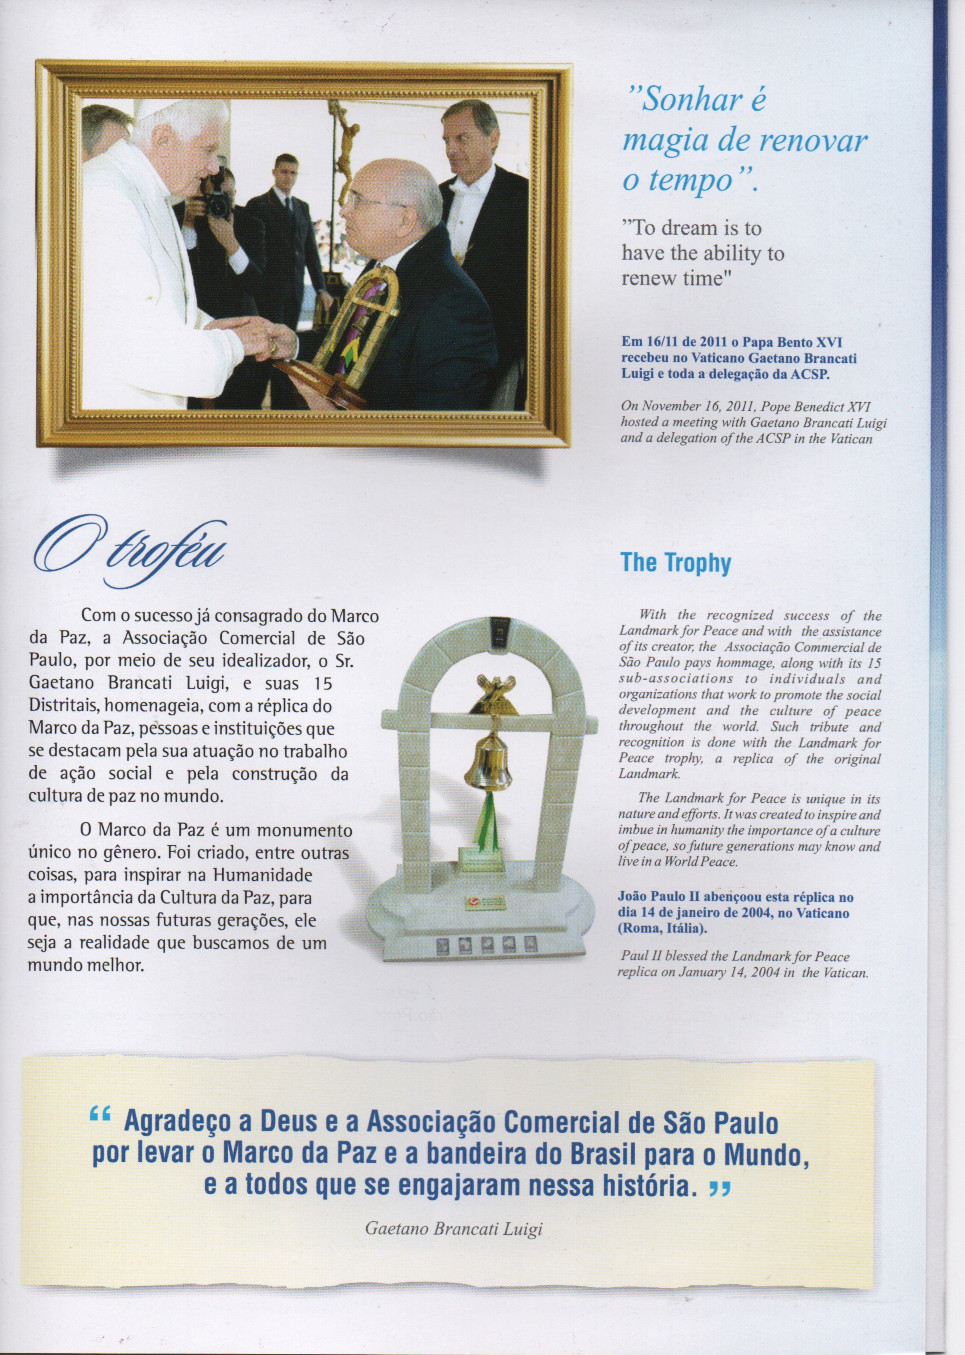 ”Sonhar é
magia de renovar
o tempo”.
”To dream is to
have the ability to
renew time"
Em 16/11 de 2011 o Papa Bento XVI
recebeu no Vaticano Gaetano Brancati
Luigi e toda a delegação da ACSP.
On November 16, 2011, Pope Benedict XVI
hosted a meeting with Gaetano Brancati Luigi
and a delegation of the ACSP in the Vatican
O troféu
Com o sucesso já consagrado do Marco
da Paz, a Associação Comercial de São
Paulo, por meio de seu idealizador, o Sr.
Gaetano Brancati Luigi, e suas 15
Distritais, homenageia, com a réplica do
Marco da Paz, pessoas e instituições que
se destacam pela sua atuação no trabalho
de ação social e pela construção da
cultura de paz no mundo.
O Marco da Paz é um monumento
único no gênero. Foi criado, entre outras
coisas, para inspirar na Humanidade
a importância da Cultura da Paz, para
que, nas nossas futuras gerações, ele
seja a realidade que buscamos de um
mundo melhor.
The Trophy
With the recognized success of the
Landmark for Peace and with the assistance
of its creator, the Associação Commercial de
São Paulo pays hommage, along with its 15
sub-associations to individuals and
organizations that work to promote the social
development and the culture of peace
throughout the world. Such tribute and
recognition is done with the Landmark for
Peace trophy, a replica of the original
Landmark.
The Landmark for Peace is unique in its
nature and efforts. It was created to inspire and
imbue in humanity the importance of a culture
of peace, so future generations may know and
live in a World Peace.
João Paulo II abençoou esta réplica no
dia 14 de janeiro de 2004, no Vaticano
(Roma, Itália).
Paul II blessed the Landmark for Peace
replica on January 14, 2004 in the Vatican.
“ Agradeço a Deus e a Associação Comercial de São Paulo
por levar o Marco da Paz e a bandeira do Brasil para o Mundo,
e a todos que se engajaram nessa história. ”
Gaetano Brancati Luigi